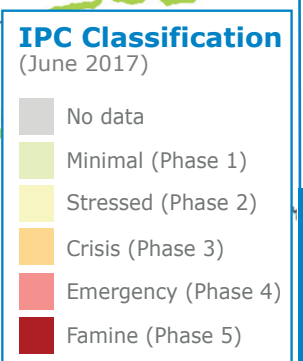 IPC Classification
(June 2017)
No data
Minimal (Phase 1)
Stressed (Phase 2)
Crisis (Phase 3)
Emergency (Phase 4)
Famine (Phase 5)